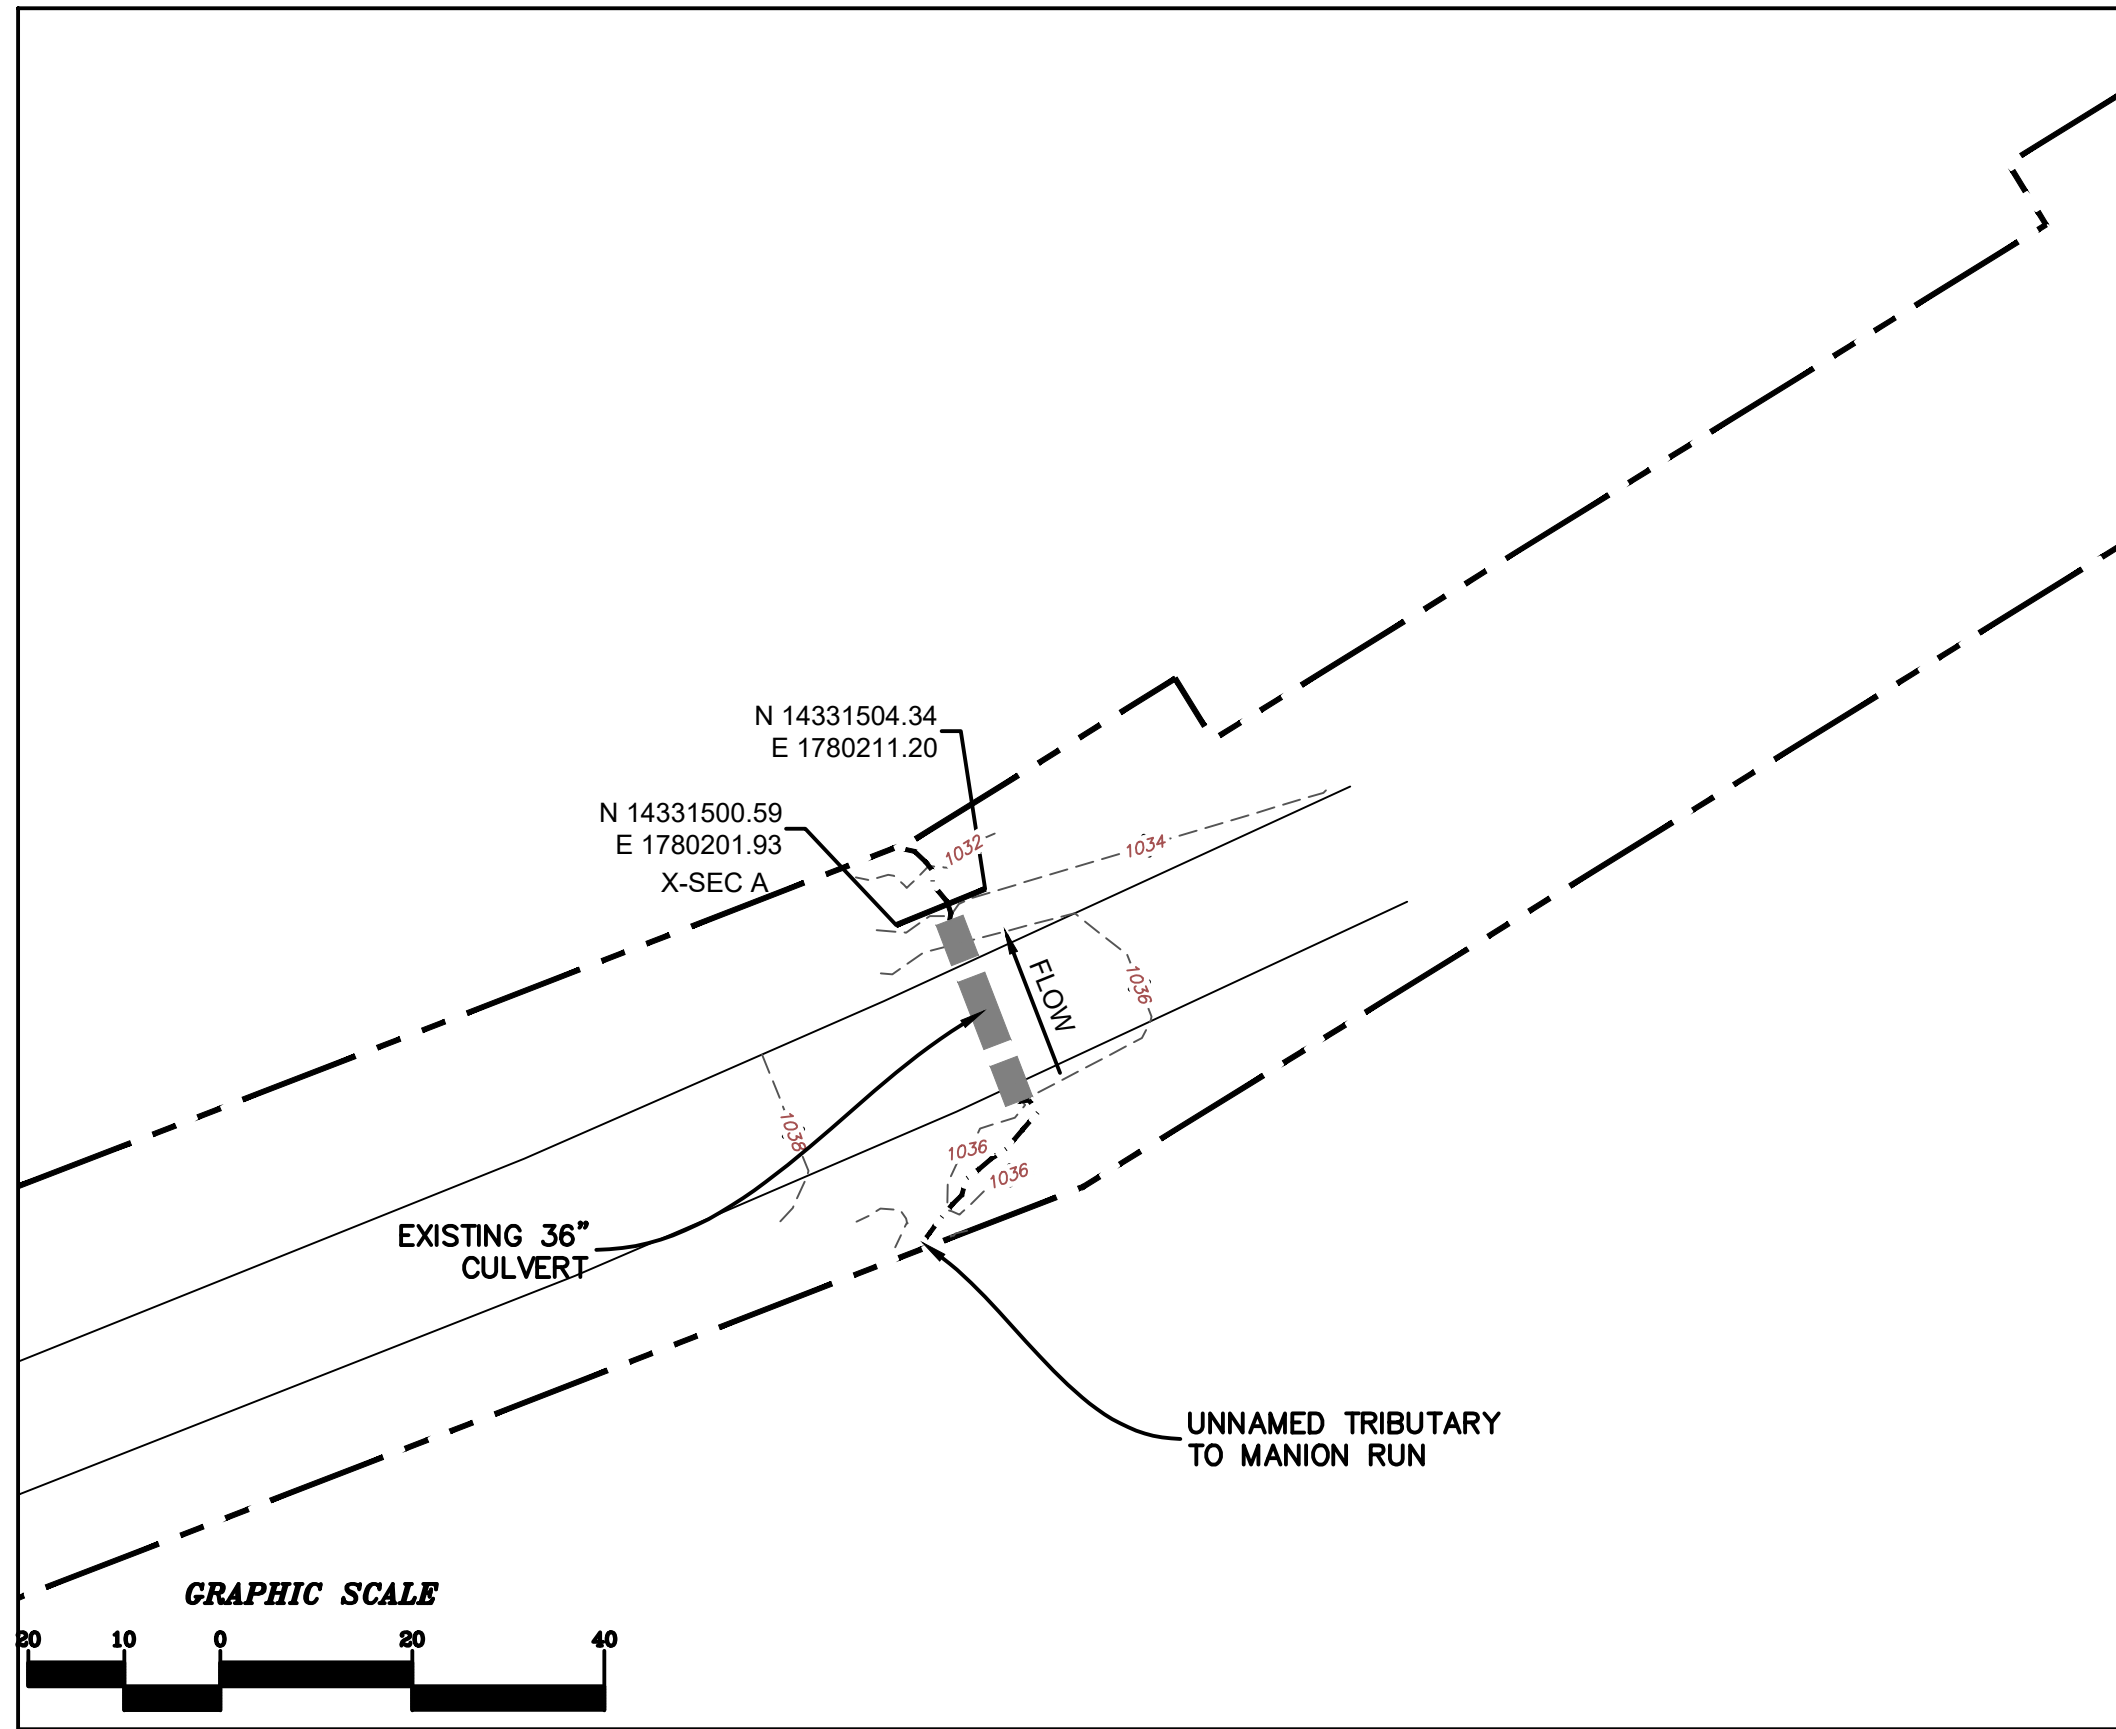 N 14331504.34
E 1780211.20
N 14331500.59
E 1780201.93
X-SEC A
1032
1034
1036
FLOW
1038
1036
1036
EXISTING 36"
CULVERT
UNNAMED TRIBUTARY
TO MANION RUN
GRAPHIC SCALE
20 10 0 20 40